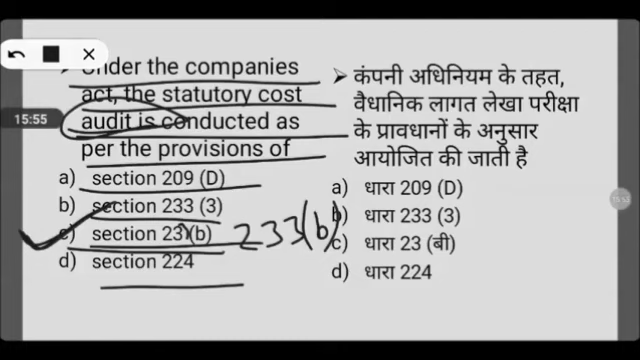 Under the companies
act, the statutory cost
audit is conducted as
per the provisions of
a) section 209 (D)
b) section 233 (3)
c) section 23 (b)
d) section 224
233(b)
➤ कंपनी अधिनियम के तहत,
वैधानिक लागत लेखा परीक्षा
के प्रावधानों के अनुसार
आयोजित की जाती है
a) धारा 209 (D)
b) धारा 233 (3)
c) धारा 23 (बी)
d) धारा 224
15:55